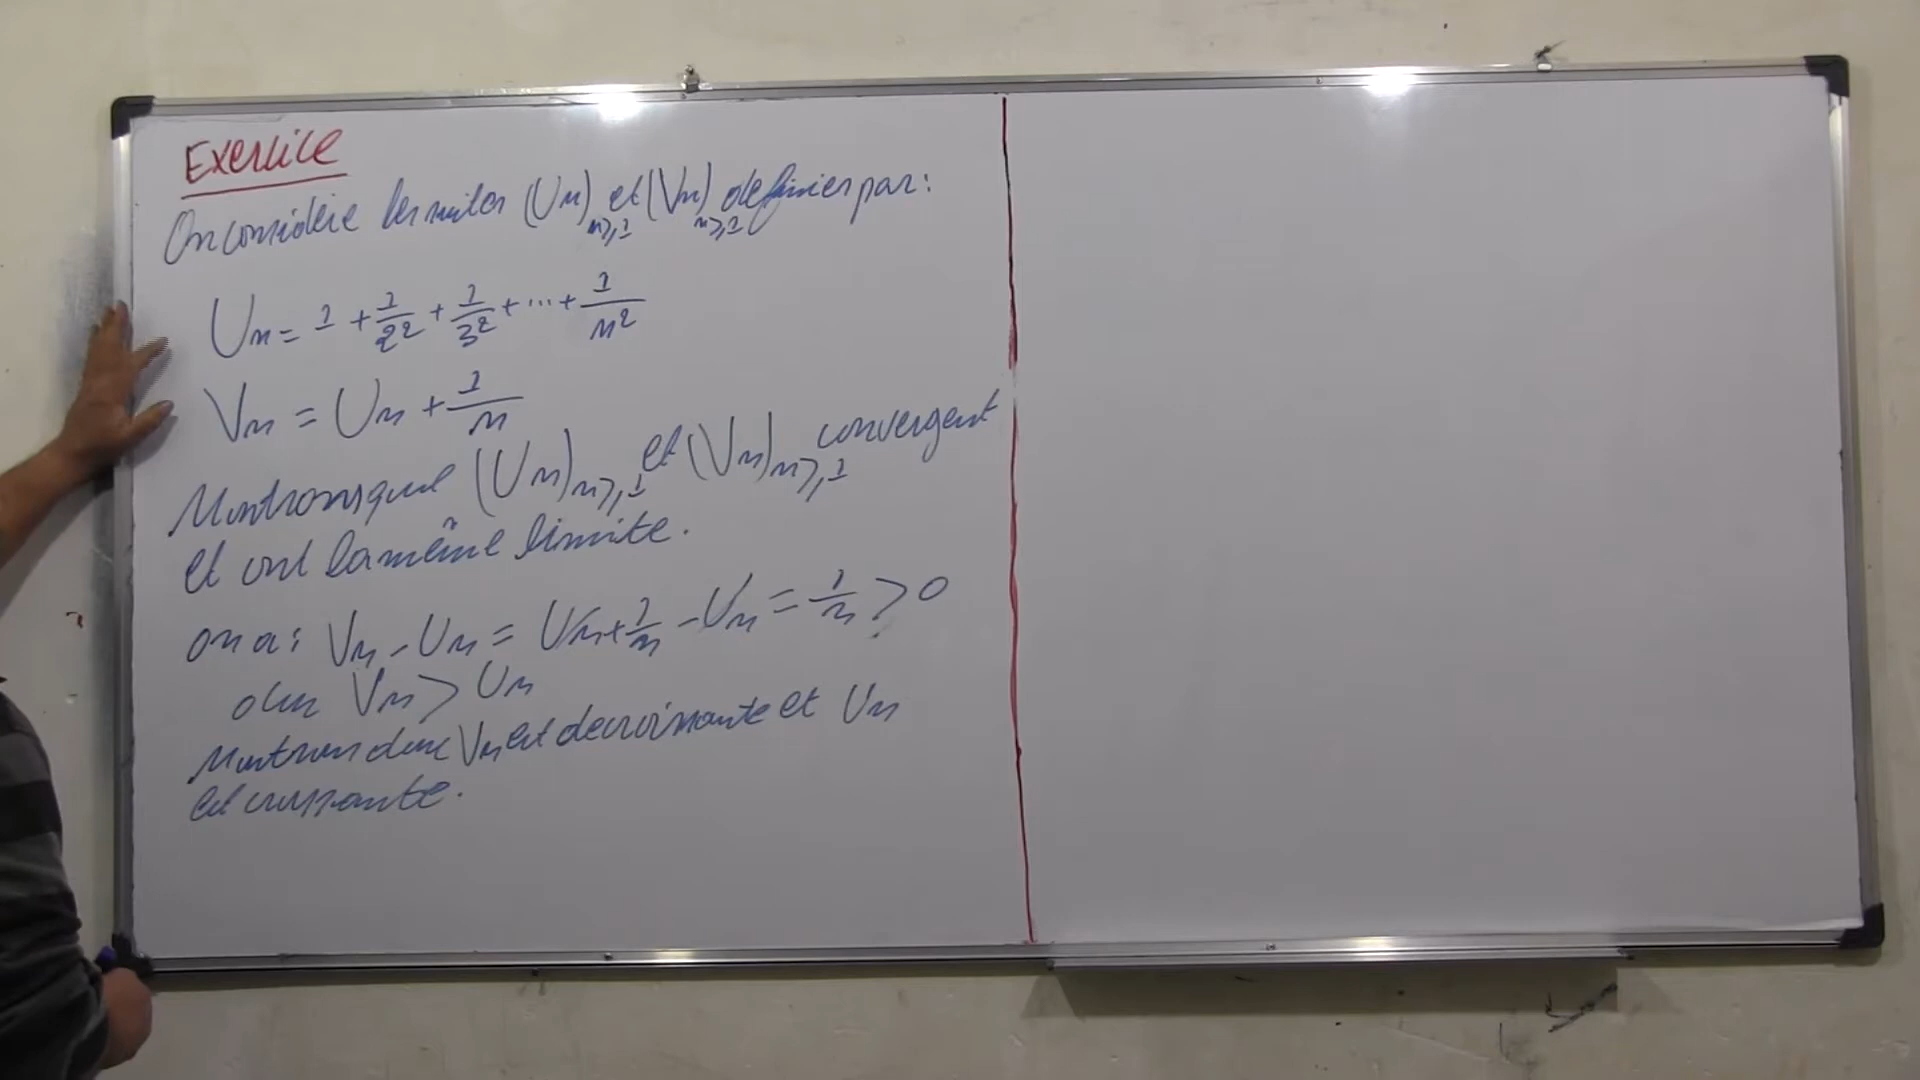 Exercice
On considère les suites (Un)n≥1 et (Vn)n≥1 definies par :
Un = 1 + 1/2² + 1/3² + ... + 1/n²
Vn = Un + 1/n
Montrons que (Un)n≥1 et (Vn)n≥1 convergent
et ont la même limite.
on a : Vn - Un = Un + 1/n - Un = 1/n > 0
donc Vn > Un
Montrons donc Vn est decroissante et Un
est croissante.